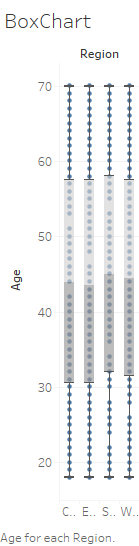 BoxChart
Region
70
60
50
Age
40
30
20
C.. E.. S.. W..
Age for each Region.